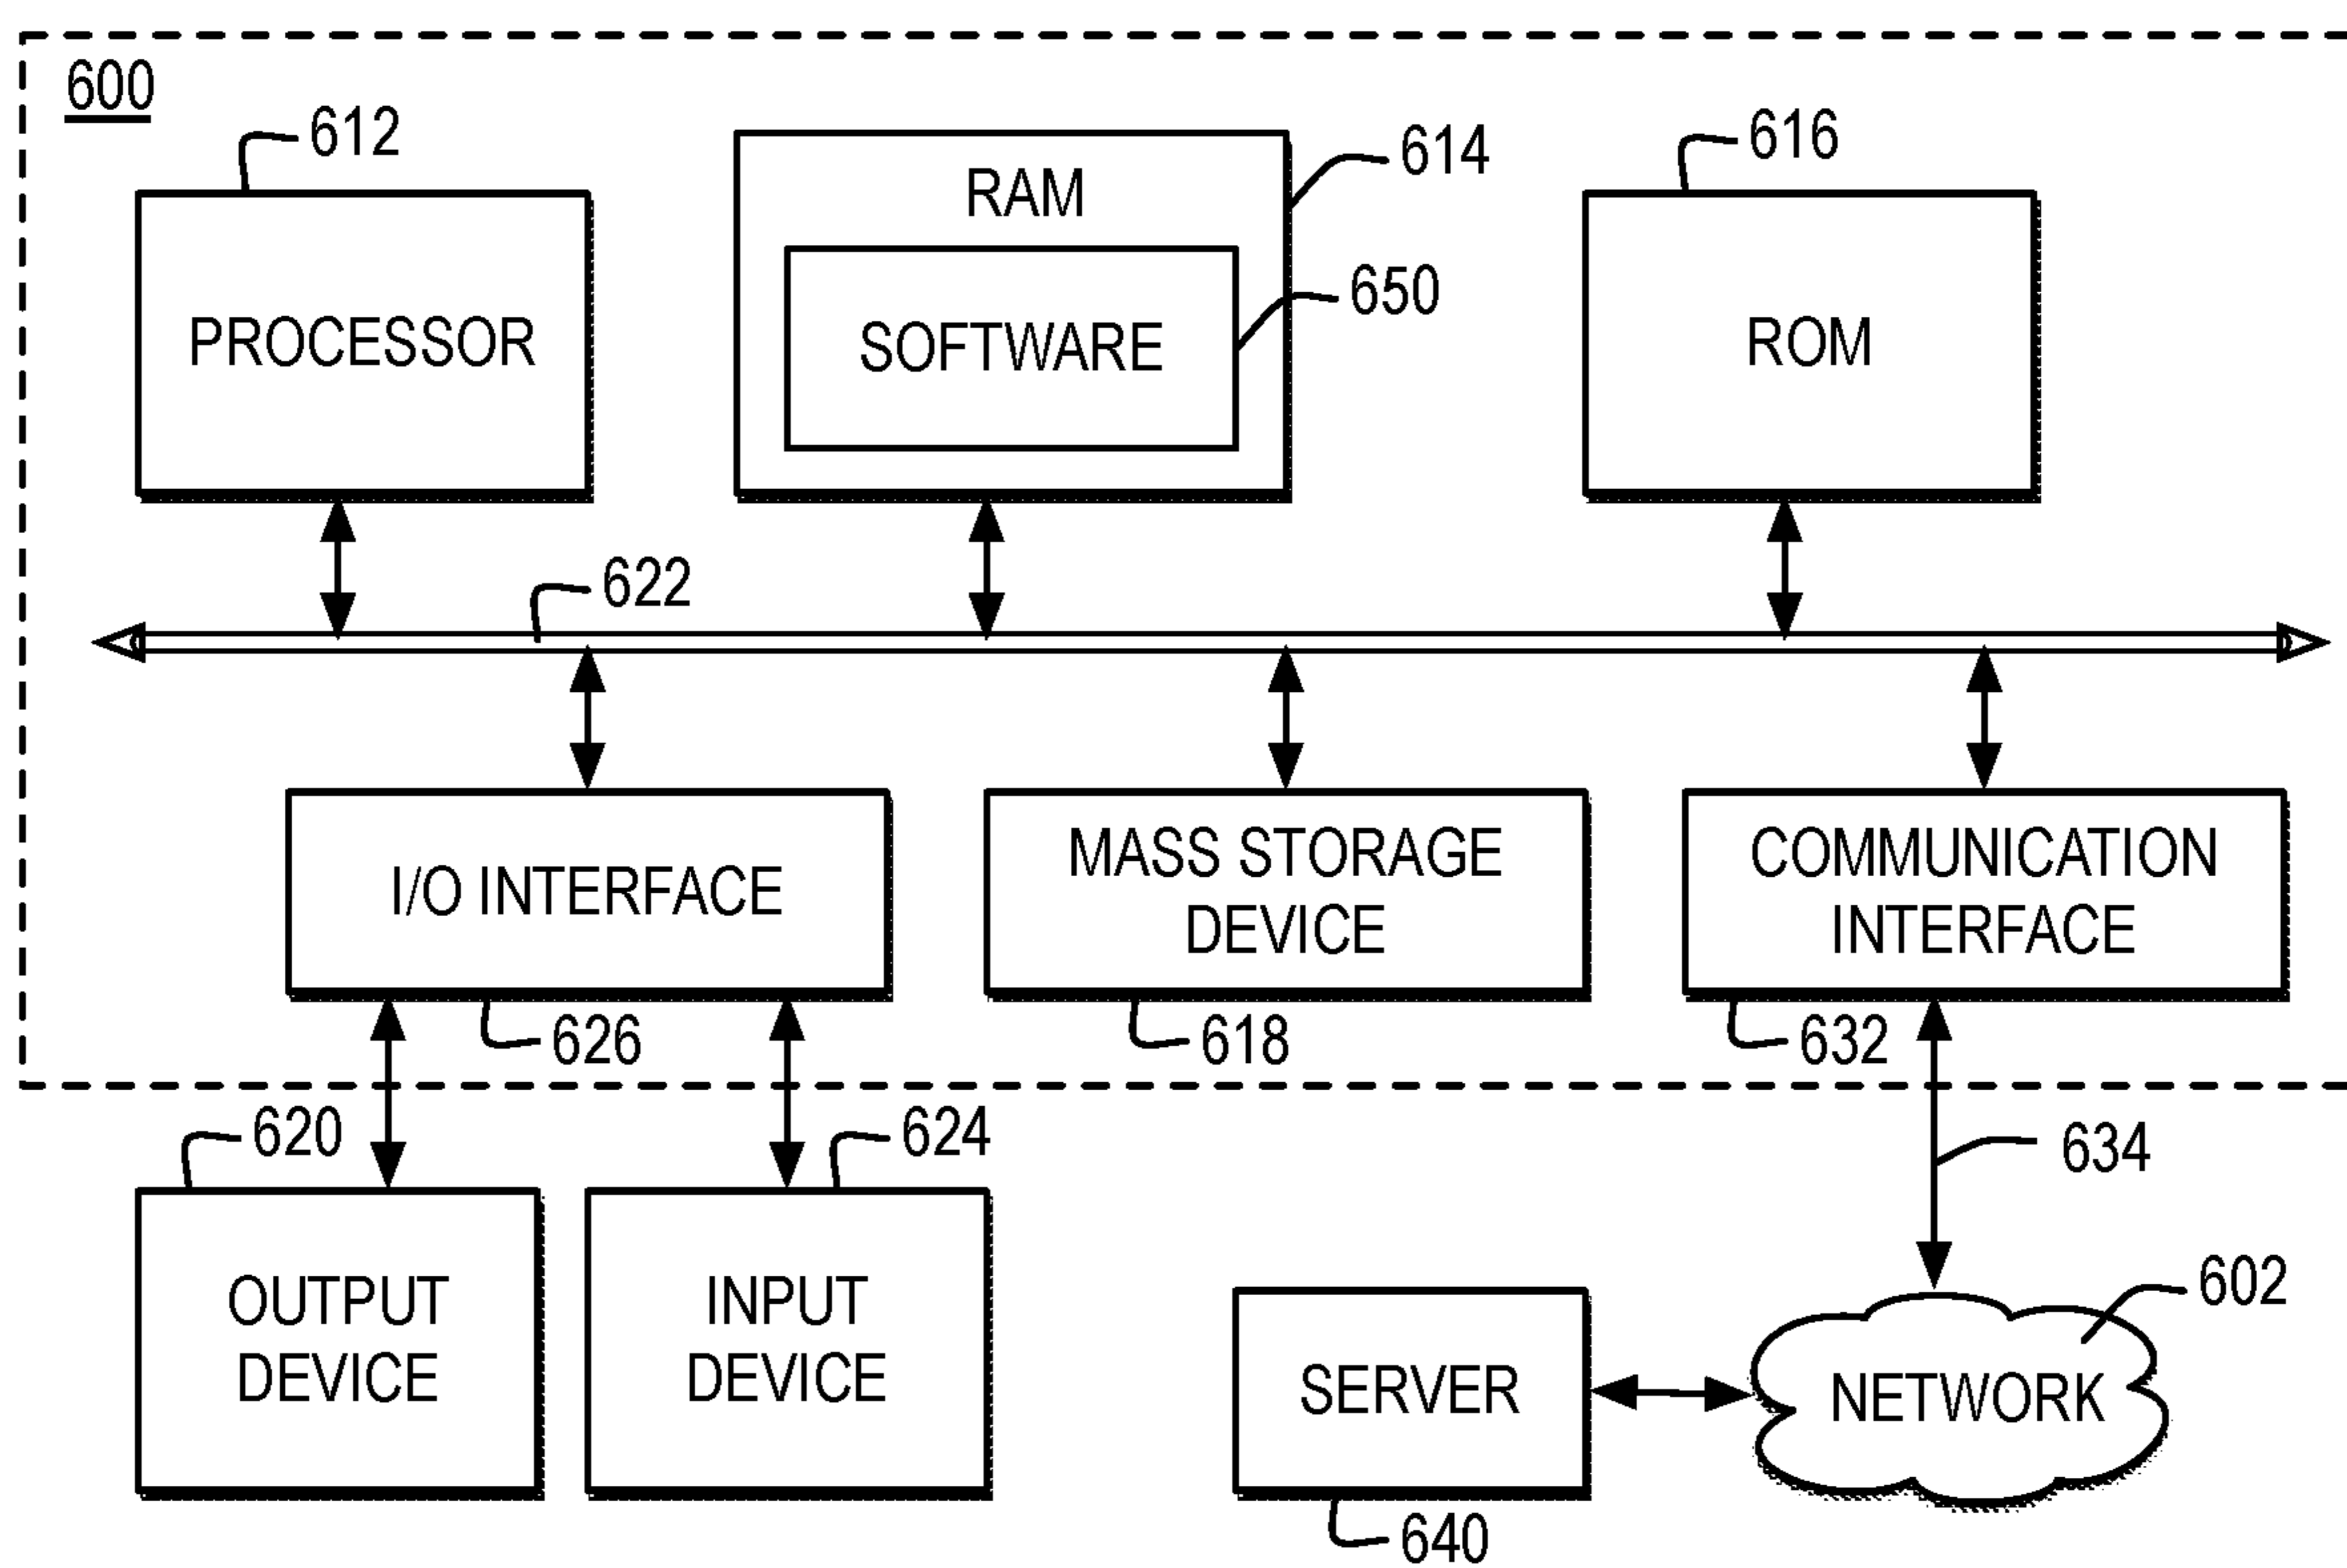 600
612
614
616
RAM
650
PROCESSOR
SOFTWARE
ROM
622
I/O INTERFACE
MASS STORAGE
DEVICE
COMMUNICATION
INTERFACE
626
618
632
620
624
634
OUTPUT
DEVICE
INPUT
DEVICE
602
SERVER
NETWORK
640